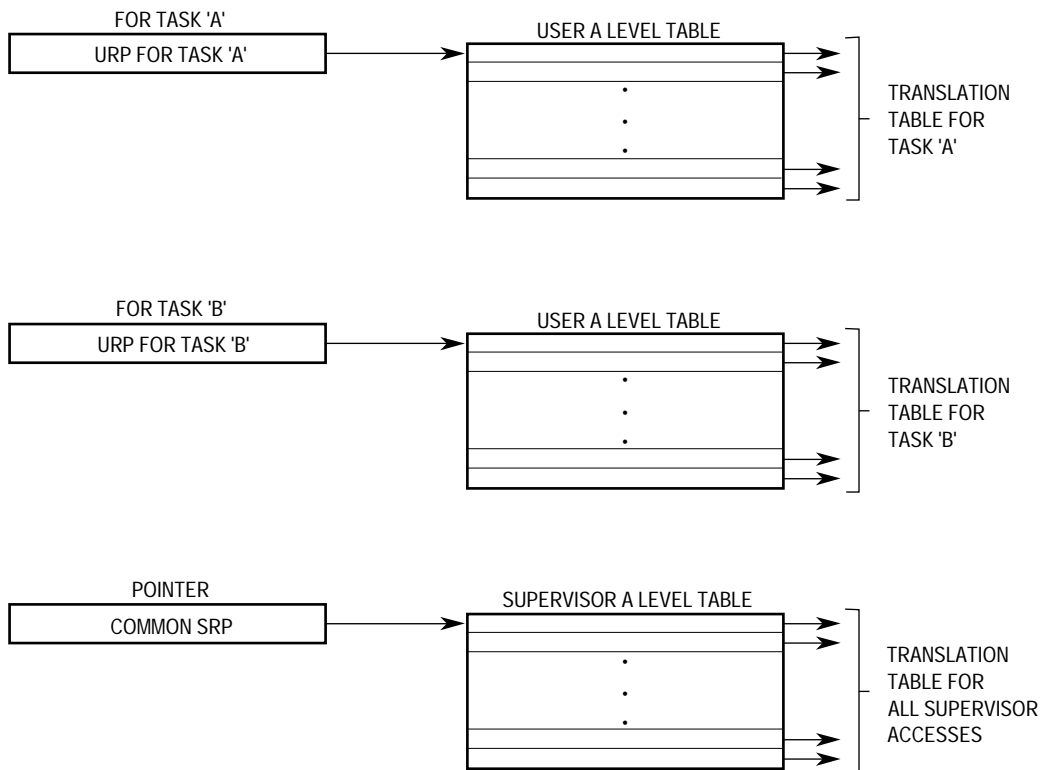 FOR TASK 'A'
URP FOR TASK 'A'
USER A LEVEL TABLE
TRANSLATION
TABLE FOR
TASK 'A'
FOR TASK 'B'
URP FOR TASK 'B'
USER A LEVEL TABLE
TRANSLATION
TABLE FOR
TASK 'B'
POINTER
COMMON SRP
SUPERVISOR A LEVEL TABLE
TRANSLATION
TABLE FOR
ALL SUPERVISOR
ACCESSES